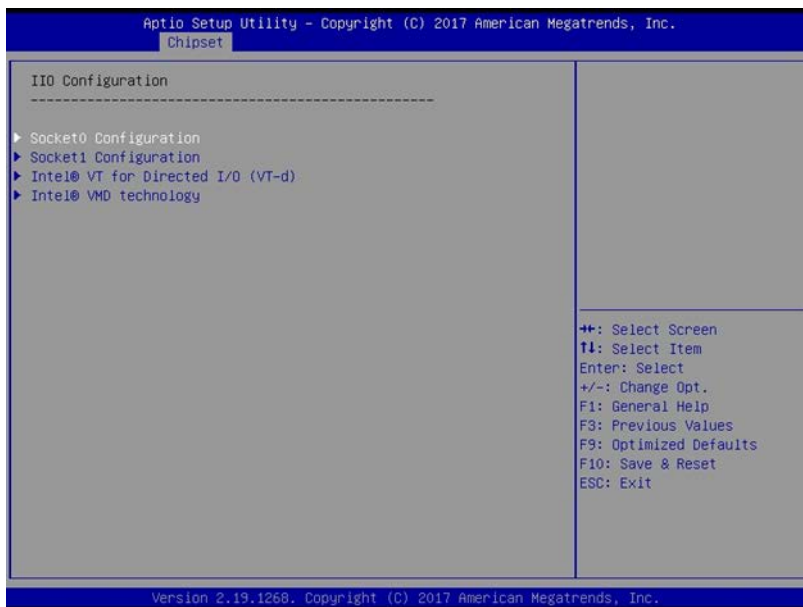 Aptio Setup Utility – Copyright (C) 2017 American Megatrends, Inc.
Chipset
IIO Configuration
--------------------------------------------------
Socket0 Configuration
Socket1 Configuration
Intel® VT for Directed I/O (VT-d)
Intel® VMD technology
→←: Select Screen
↑↓: Select Item
Enter: Select
+/-: Change Opt.
F1: General Help
F3: Previous Values
F9: Optimized Defaults
F10: Save & Reset
ESC: Exit
Version 2.19.1268. Copyright (C) 2017 American Megatrends, Inc.